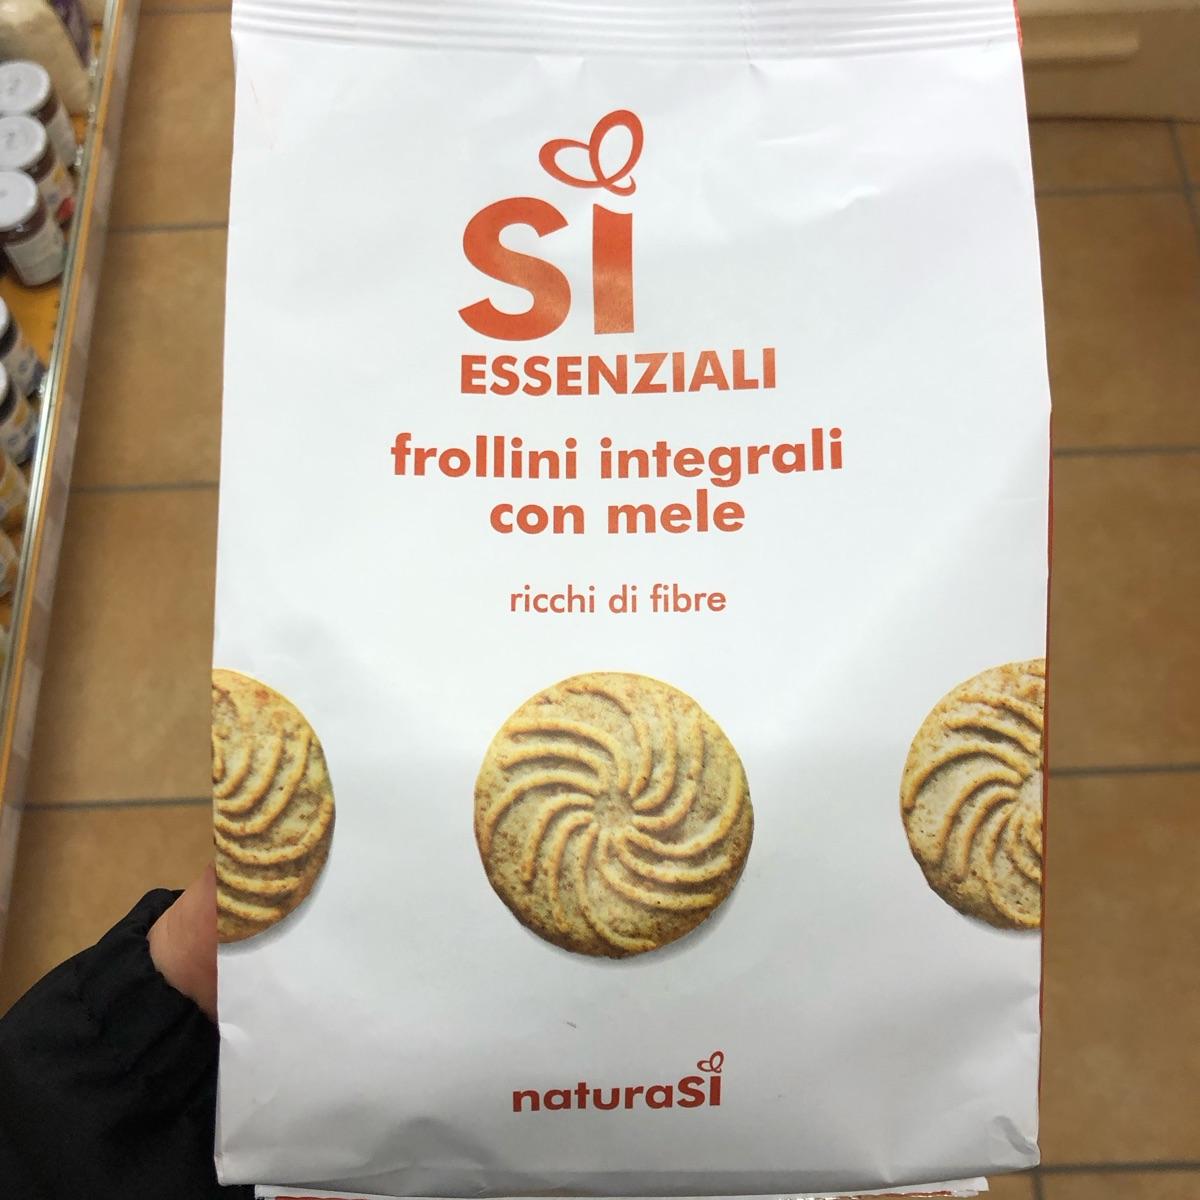 sì
ESSENZIALI
frollini integrali
con mele
ricchi di fibre
naturasì